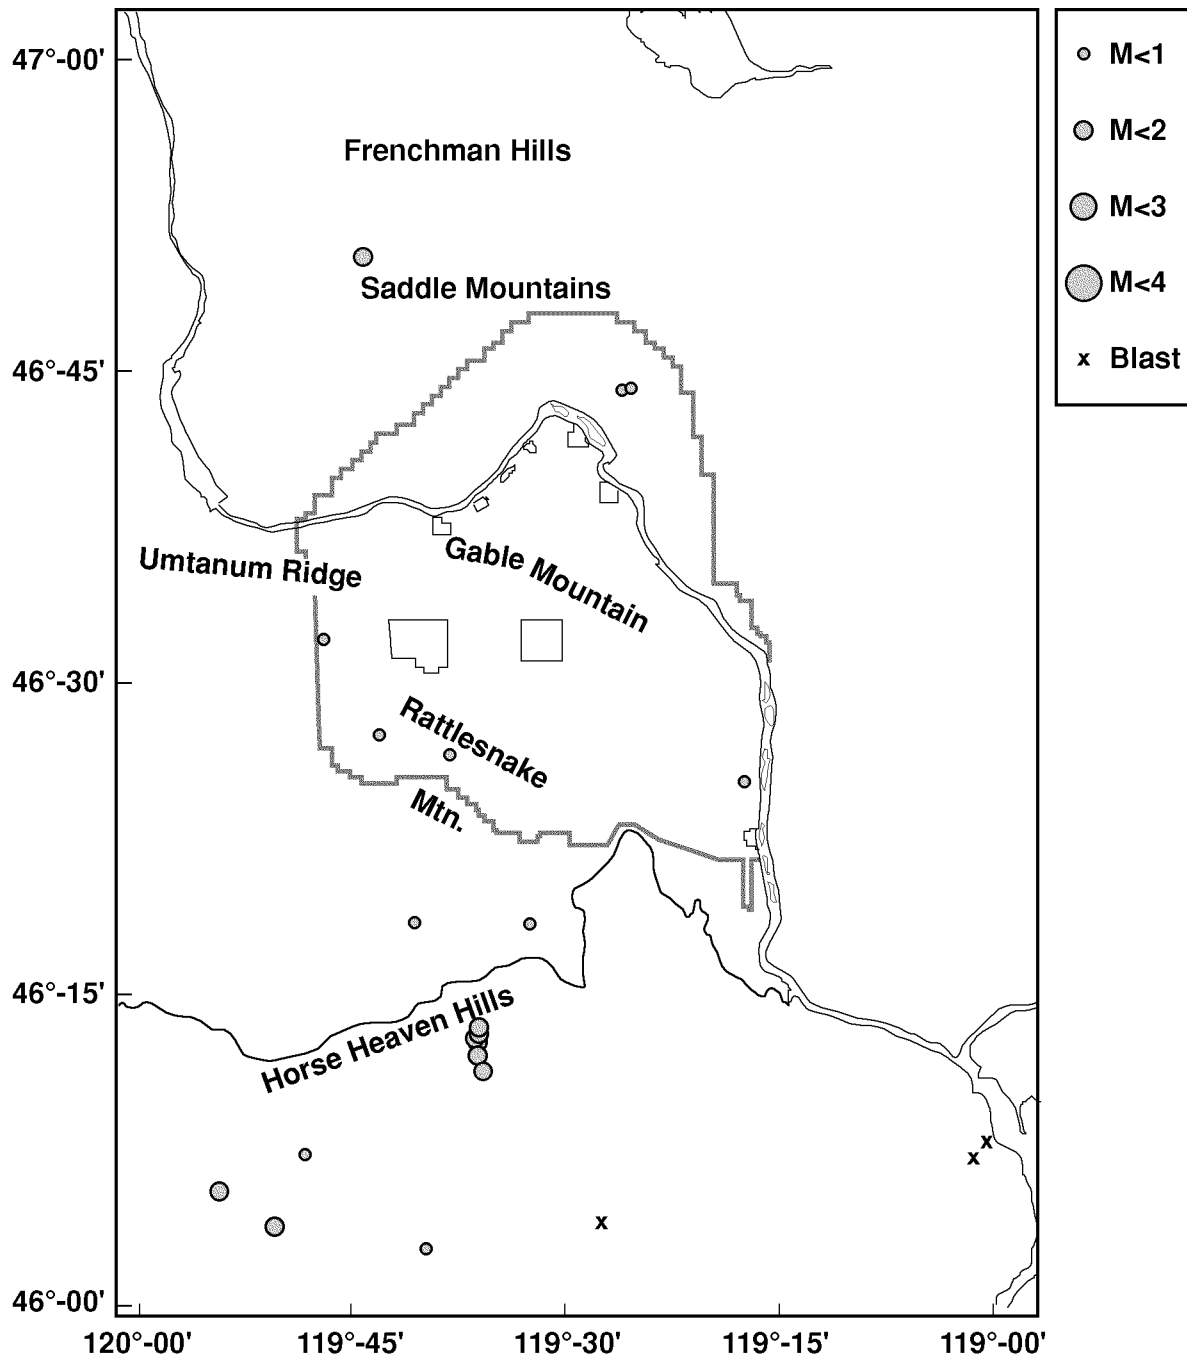 47°-00'
Frenchman Hills
Saddle Mountains
46°-45'
Umtanum Ridge
Gable Mountain
46°-30'
Rattlesnake
Mtn.
46°-15'
Horse Heaven Hills
x
x
x
46°-00'
120°-00'
119°-45'
119°-30'
119°-15'
119°-00'
M<1
M<2
M<3
M<4
x Blast